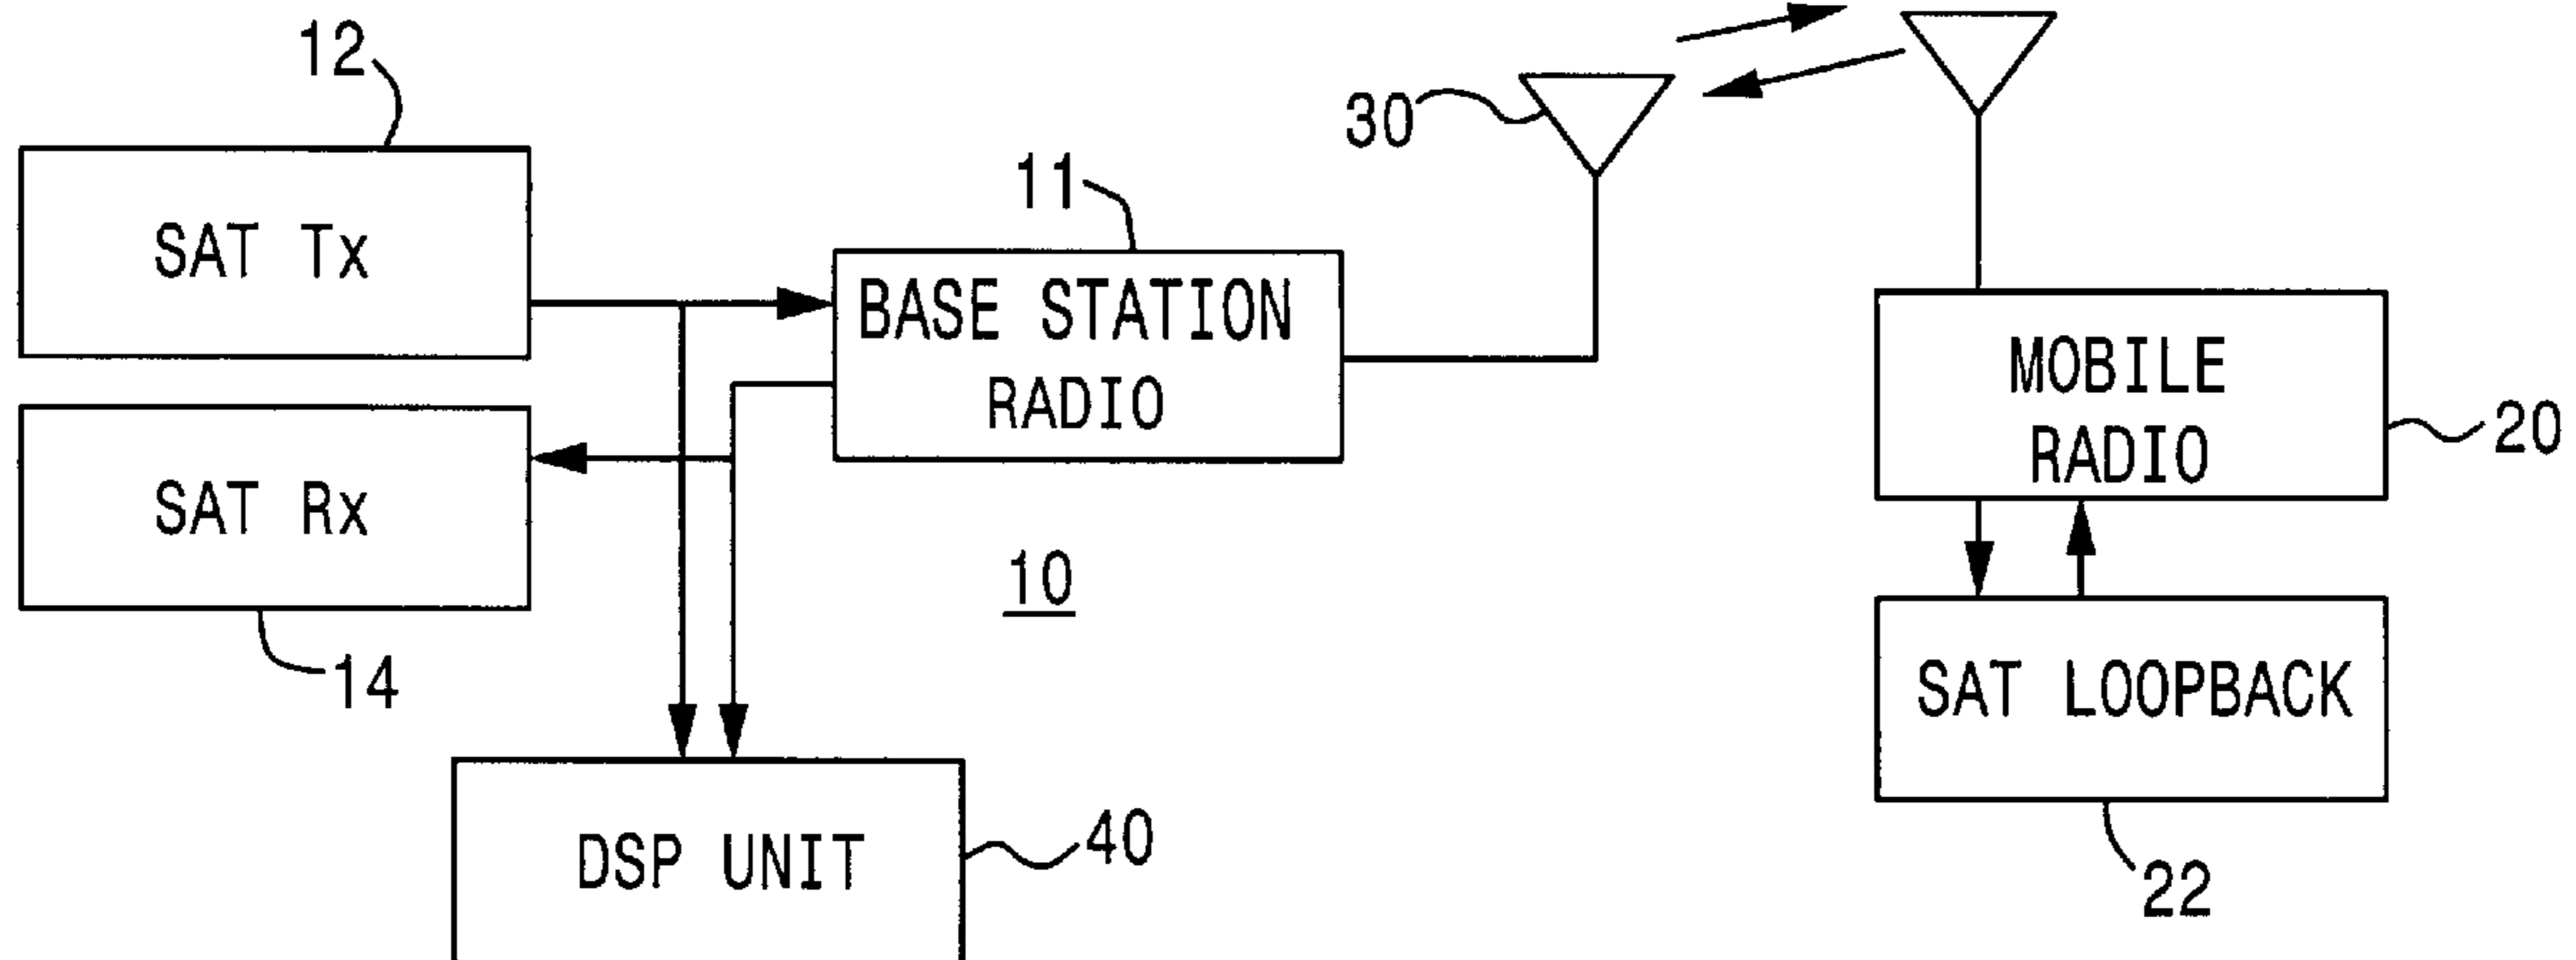 12
SAT Tx
11
BASE STATION
RADIO
30
MOBILE
RADIO
20
SAT Rx
14
10
SAT LOOPBACK
22
DSP UNIT
40